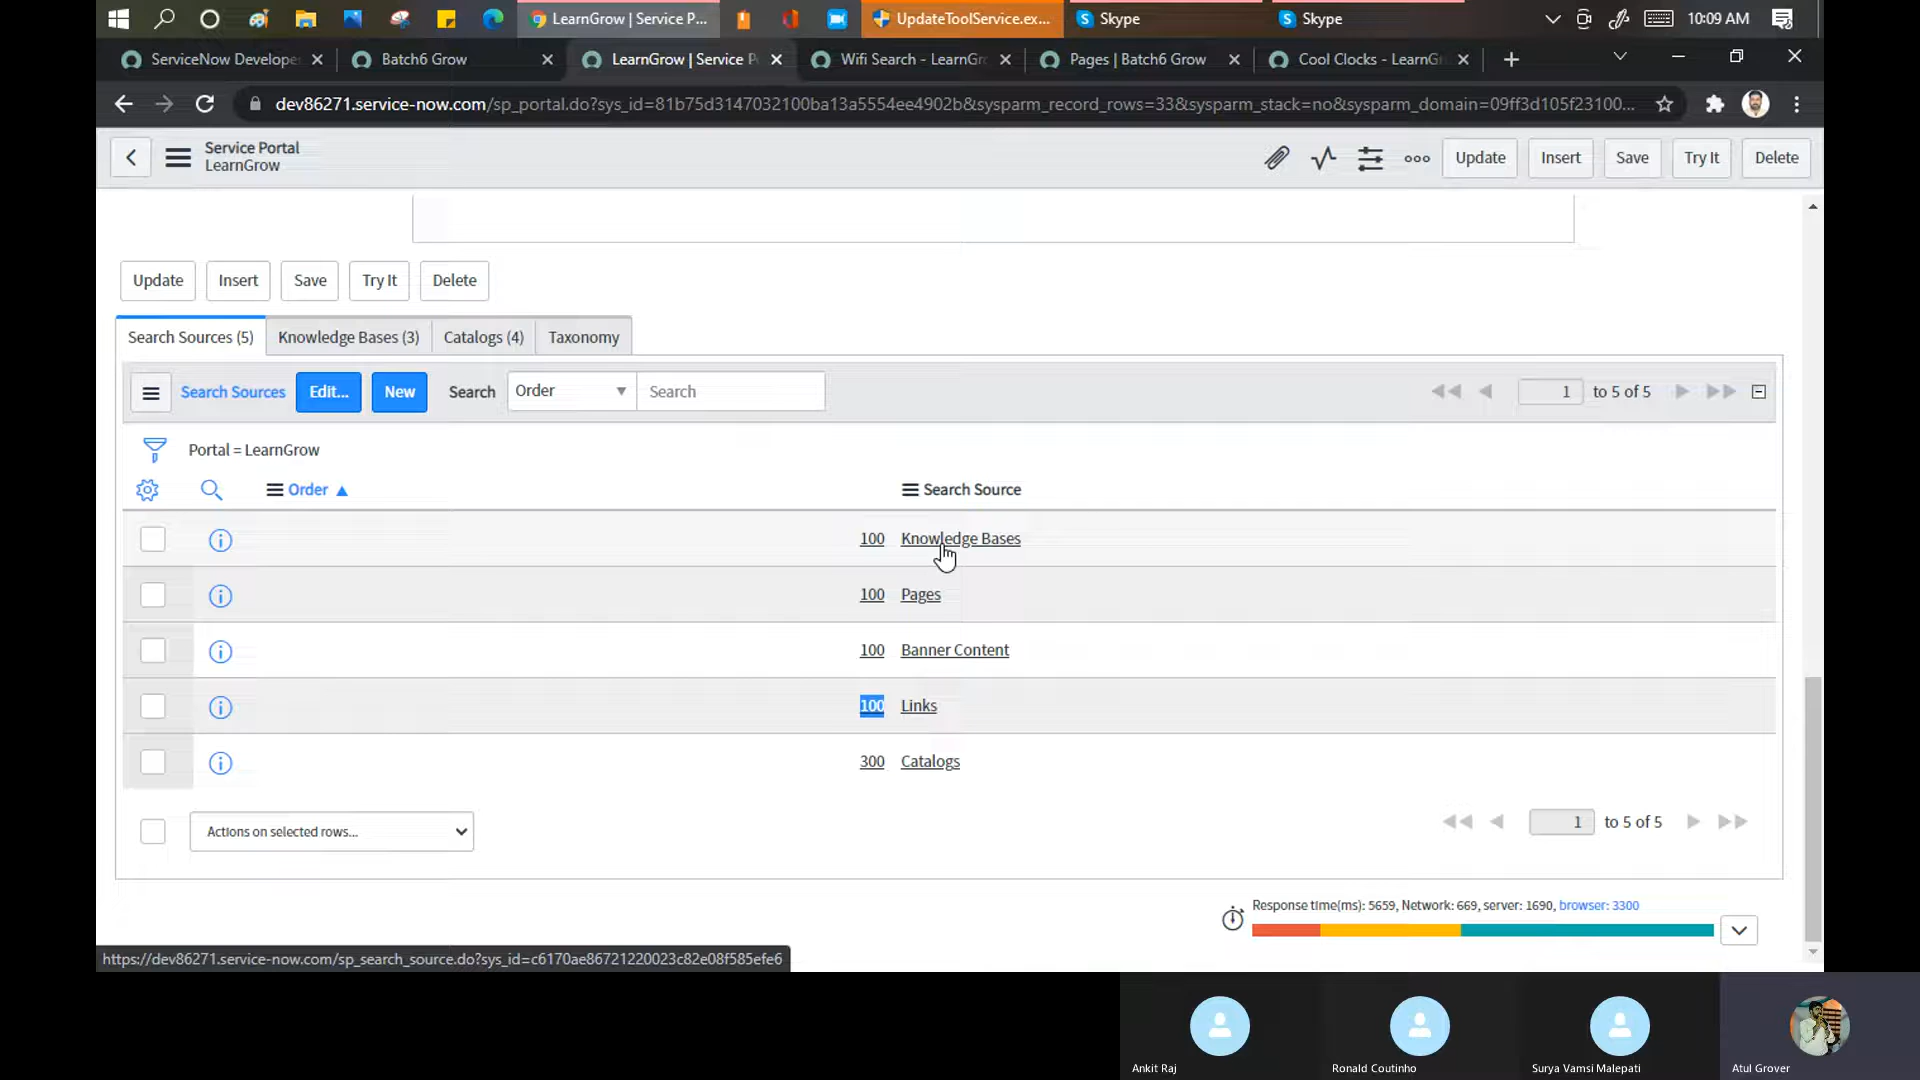 LearnGrow | Service P...
UpdateToolService.ex...
Skype
Skype
10:09 AM
ServiceNow Develope
Batch6 Grow
LearnGrow | Service P
Wifi Search - LearnGr
Pages | Batch6 Grow
Cool Clocks - LearnG
dev86271.service-now.com/sp_portal.do?sys_id=81b75d3147032100ba13a5554ee4902b&sysparm_record_rows=33&sysparm_stack=no&sysparm_domain=09ff3d105f23100...
Service Portal
LearnGrow
Update
Insert
Save
Try It
Delete
Update
Insert
Save
Try It
Delete
Search Sources (5)
Knowledge Bases (3)
Catalogs (4)
Taxonomy
Search Sources
Edit...
New
Search
Order
Search
1 to 5 of 5
Portal = LearnGrow
Order
Search Source
100 Knowledge Bases
100 Pages
100 Banner Content
100 Links
300 Catalogs
Actions on selected rows...
1 to 5 of 5
Response time(ms): 5659, Network: 669, server: 1690, browser: 3300
https://dev86271.service-now.com/sp_search_source.do?sys_id=c6170ae86721220023c82e08f585efe6
Ankit Raj
Ronald Coutinho
Surya Vamsi Malepati
Atul Grover